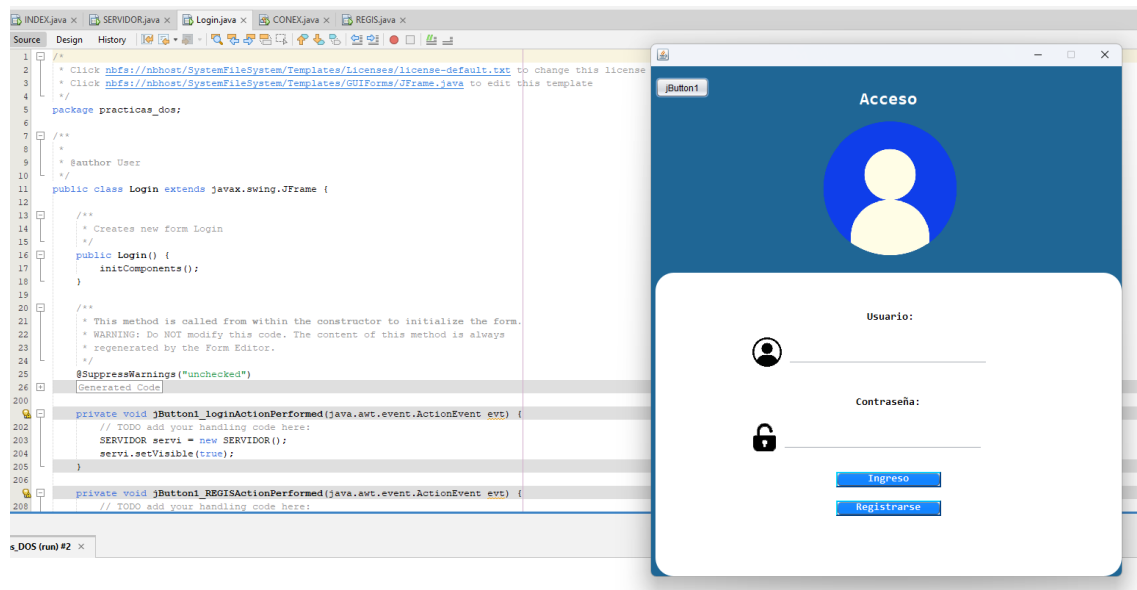 INDEX.java × SERVIDOR.java × Login.java × CONEX.java × REGIS.java ×
Source Design History
1 /*
2 * Click nbfs://nbhost/SystemFileSystem/Templates/Licenses/license-default.txt to change this license
3 * Click nbfs://nbhost/SystemFileSystem/Templates/GUIForms/JFrame.java to edit this template
4 */
5 package practicas_dos;
6
7 /**
8 *
9 * @author User
10 */
11 public class Login extends javax.swing.JFrame {
12
13 /**
14 * Creates new form Login
15 */
16 public Login() {
17 initComponents();
18 }
19
20 /**
21 * This method is called from within the constructor to initialize the form.
22 * WARNING: Do NOT modify this code. The content of this method is always
23 * regenerated by the Form Editor.
24 */
25 @SuppressWarnings("unchecked")
26 Generated Code
200
private void jButton1_loginActionPerformed(java.awt.event.ActionEvent evt) {
202 // TODO add your handling code here:
203 SERVIDOR servi = new SERVIDOR();
204 servi.setVisible(true);
205 }
206
private void jButton1_REGISActionPerformed(java.awt.event.ActionEvent evt) {
208 // TODO add your handling code here:
s_DOS (run) #2 ×
jButton1
Acceso
Usuario:
Contraseña:
Ingreso
Registrarse